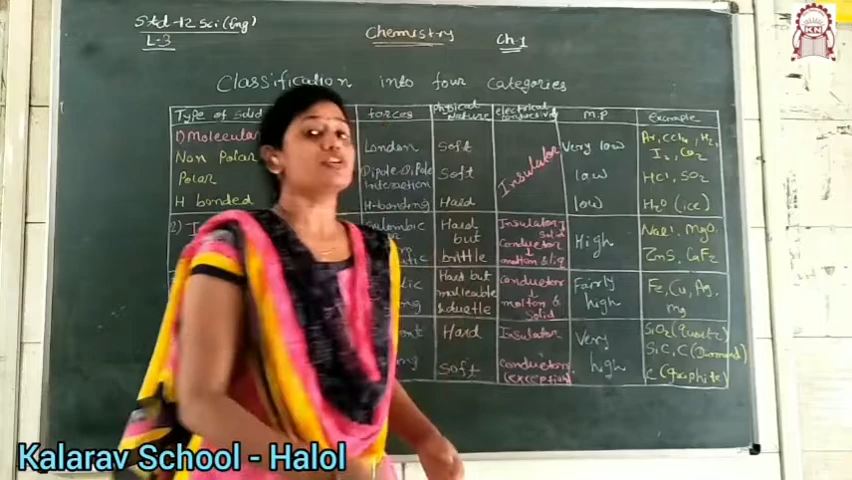 Std-12 Sci (Eng)
L-3
Chemistry
Ch-1
Classification into four categories
Type of solid forces physical nature electrical conductivity M.P Example
1) Molecular
Non Polar London Soft Insulator Very low Ar, CCl4, H2, I2, CO2
Polar Dipole-Dipole interaction Soft low HCl, SO2
H bonded H-bonding Hard low H2O (ice)
2) Hard but brittle Insulator Solid Conductor molten & liq High NaCl, MgO, ZnS, CaF2
Hard but malleable & ductle Conductor molten & Solid Fairly high Fe, Cu, Ag, mg
Hard Insulator Very high SiO2 (quartz) SiC, C (Diamond)
Soft Conductor (exception) C (graphite)
KN
Kalarav School - Halol